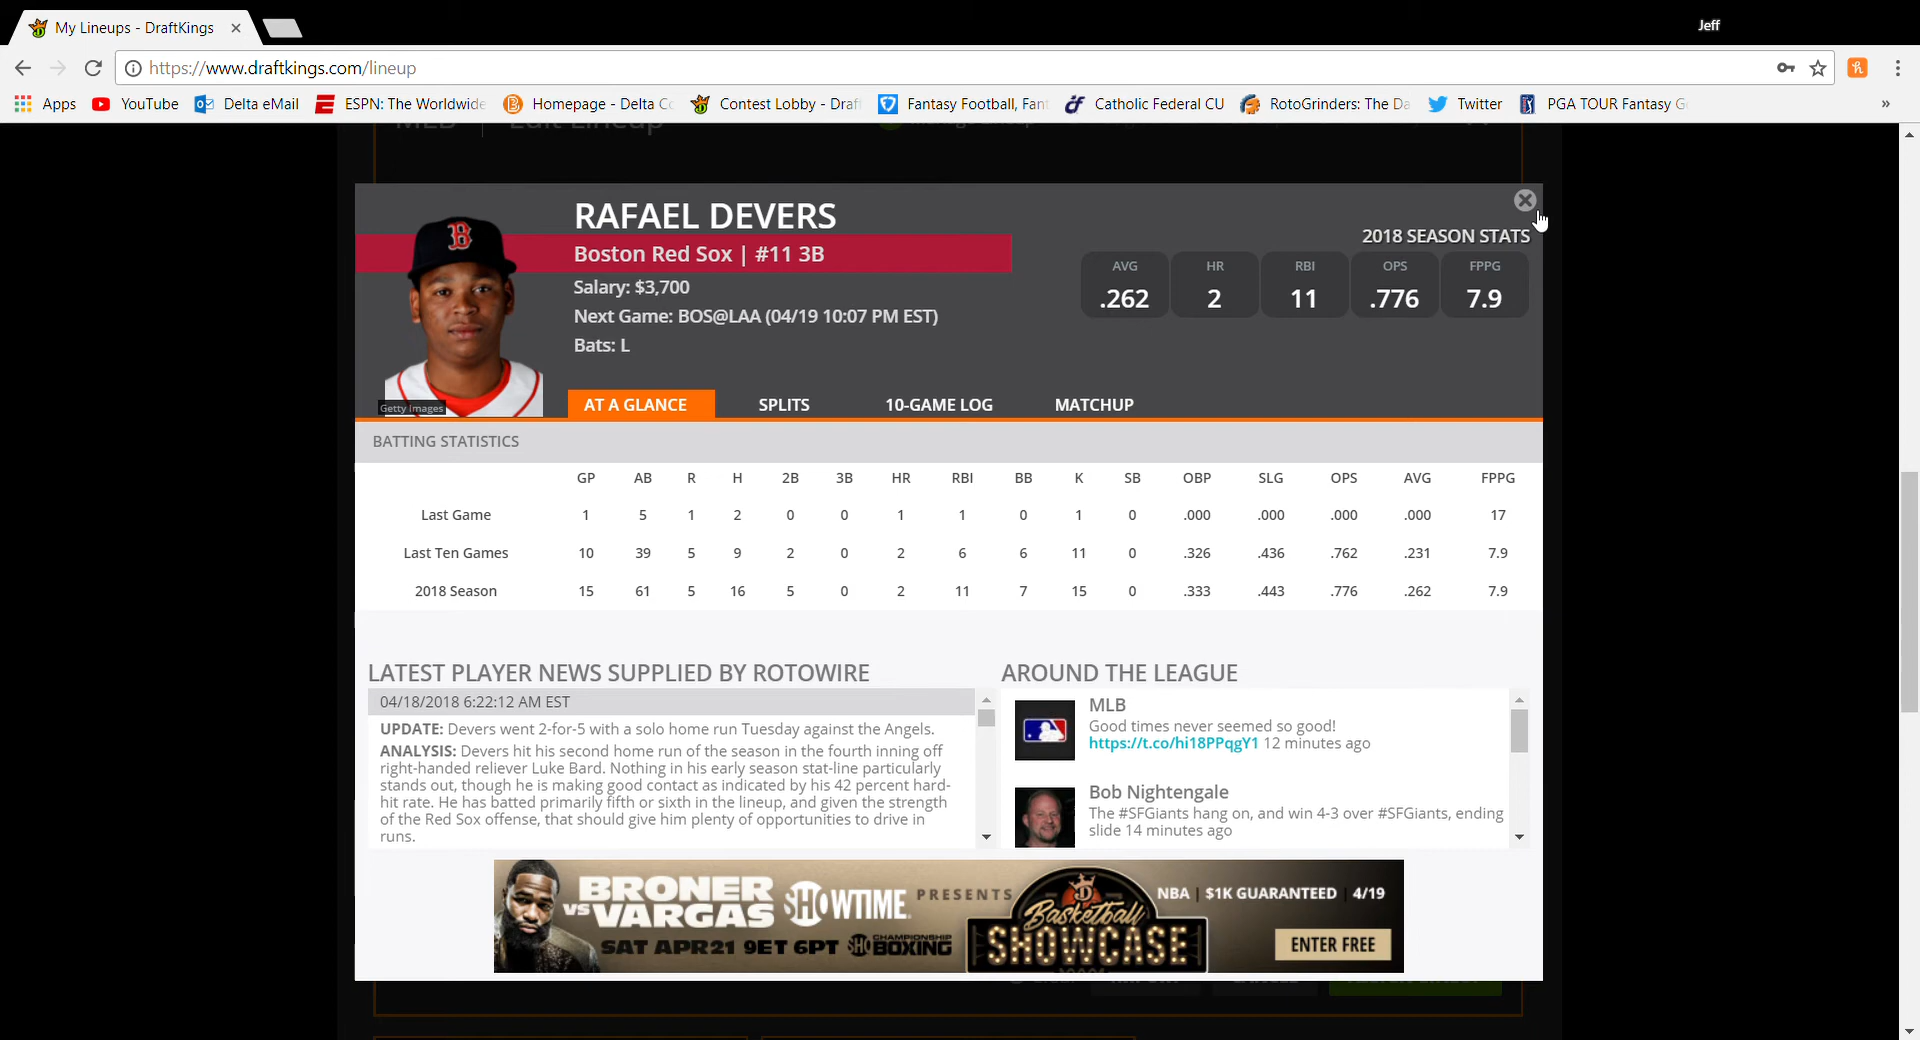 My Lineups - DraftKings
Jeff
https://www.draftkings.com/lineup
Apps YouTube Delta eMail ESPN: The Worldwide Homepage - Delta Co Contest Lobby - Draf Fantasy Football, Fant Catholic Federal CU RotoGrinders: The Da Twitter PGA TOUR Fantasy G »
MLB | Edit Lineup
RAFAEL DEVERS
Boston Red Sox | #11 3B
Salary: $3,700
Next Game: BOS@LAA (04/19 10:07 PM EST)
Bats: L
2018 SEASON STATS
AVG HR RBI OPS FPPG
.262 2 11 .776 7.9
Getty Images
AT A GLANCE SPLITS 10-GAME LOG MATCHUP
BATTING STATISTICS
GP AB R H 2B 3B HR RBI BB K SB OBP SLG OPS AVG FPPG
Last Game 1 5 1 2 0 0 1 1 0 1 0 .000 .000 .000 .000 17
Last Ten Games 10 39 5 9 2 0 2 6 6 11 0 .326 .436 .762 .231 7.9
2018 Season 15 61 5 16 5 0 2 11 7 15 0 .333 .443 .776 .262 7.9
LATEST PLAYER NEWS SUPPLIED BY ROTOWIRE
04/18/2018 6:22:12 AM EST
UPDATE: Devers went 2-for-5 with a solo home run Tuesday against the Angels.
ANALYSIS: Devers hit his second home run of the season in the fourth inning off
right-handed reliever Luke Bard. Nothing in his early season stat-line particularly
stands out, though he is making good contact as indicated by his 42 percent hard-
hit rate. He has batted primarily fifth or sixth in the lineup, and given the strength
of the Red Sox offense, that should give him plenty of opportunities to drive in
runs.
AROUND THE LEAGUE
MLB
Good times never seemed so good!
https://t.co/hi18PPqgY1 12 minutes ago
Bob Nightengale
The #SFGiants hang on, and win 4-3 over #SFGiants, ending
slide 14 minutes ago
BRONER
VS VARGAS
SHOWTIME PRESENTS
SAT APR21 9ET 6PT SHO CHAMPIONSHIP BOXING
Basketball
SHOWCASE
NBA | $1K GUARANTEED | 4/19
ENTER FREE